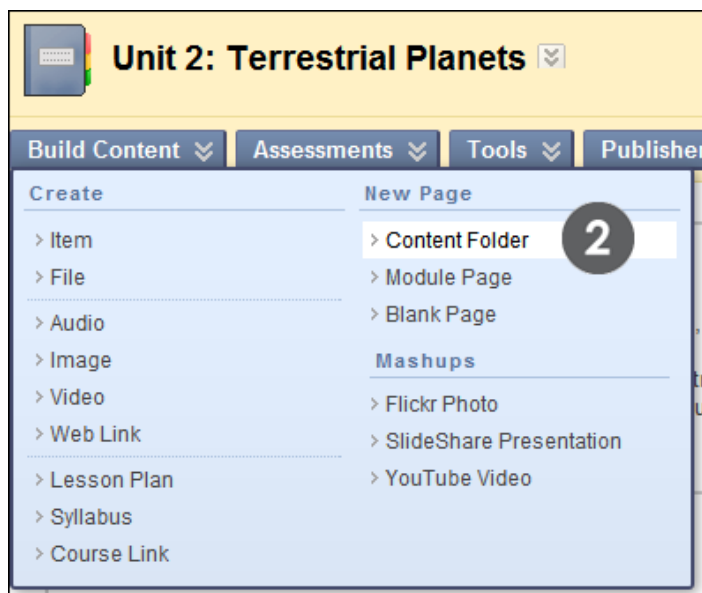 Unit 2: Terrestrial Planets
Build Content
Assessments
Tools
Publisher
Create
Item
File
Audio
Image
Video
Web Link
Lesson Plan
Syllabus
Course Link
New Page
Content Folder
2
Module Page
Blank Page
Mashups
Flickr Photo
SlideShare Presentation
YouTube Video